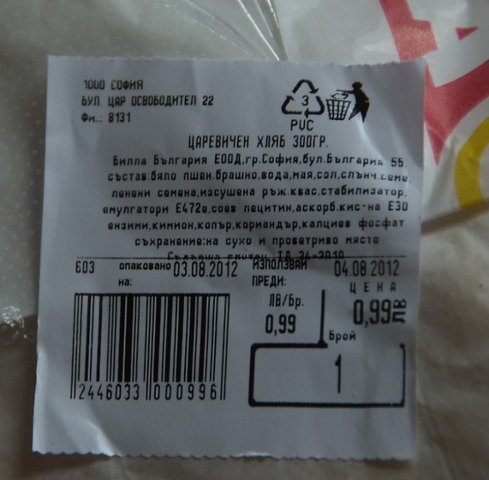 1000 СОФИЯ
БУЛ. ЦАР ОСВОБОДИТЕЛ 22
Фи.: 8131
3
PVC
ЦАРЕВИЧЕН ХЛЯБ 300ГР.
Билла България ЕООД,гр.София,бул.България 55.
състав:бяло пшен.брашно,вода,мая,сол,слънч.семе,
ленени семена,изсушена ръж.квас,стабилизатор,
емулгатори Е472е,соев лецитин,аскорб.кис-на Е30
ензими,кимион,копър,кориандър,калциев фосфат
съхранение:на сухо и проветриво място
ТД 36-2010
603 опаковано на: 03.08.2012 ИЗПОЛЗВАЙ ПРЕДИ: 04.08.2012
ЛВ/бр. ЦЕНА
0,99 0,99 ЛВ
Брой
1
2446033 000996